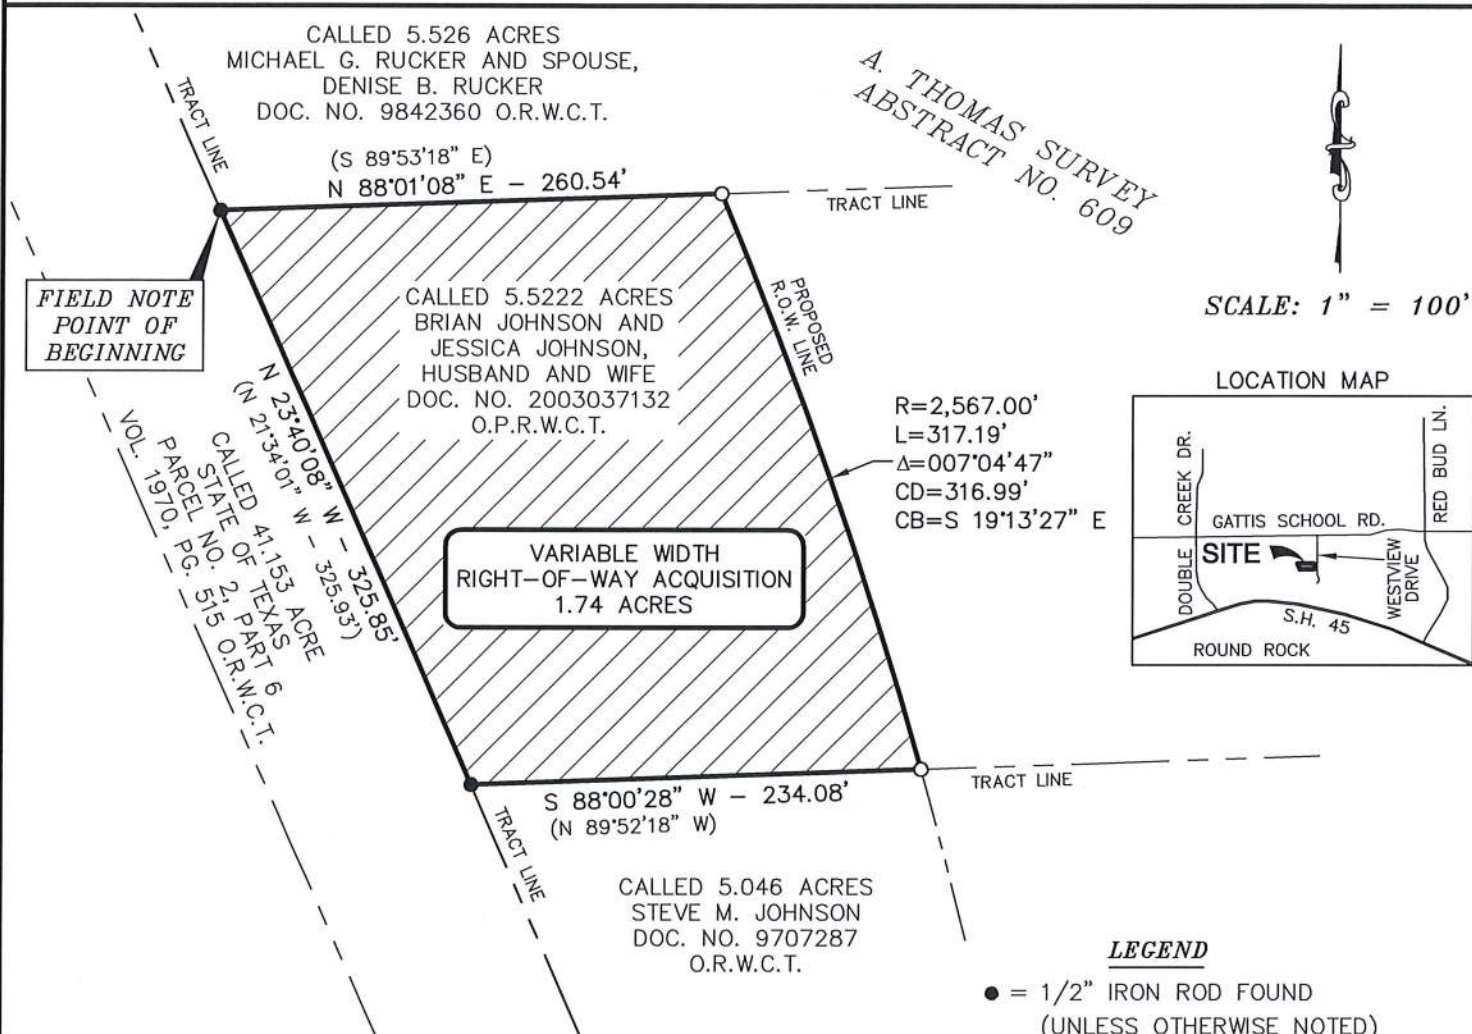 CALLED 5.526 ACRES
MICHAEL G. RUCKER AND SPOUSE,
DENISE B. RUCKER
DOC. NO. 9842360 O.R.W.C.T.
TRACT LINE
(S 89°53'18" E)
N 88°01'08" E - 260.54'
TRACT LINE
A. THOMAS SURVEY
ABSTRACT NO. 609
SCALE: 1" = 100'
FIELD NOTE
POINT OF
BEGINNING
CALLED 5.5222 ACRES
BRIAN JOHNSON AND
JESSICA JOHNSON,
HUSBAND AND WIFE
DOC. NO. 2003037132
O.P.R.W.C.T.
PROPOSED
R.O.W. LINE
N 23°40'08" W - 325.85'
(N 21°34'01" W - 325.93')
CALLED 41.153 ACRE
STATE OF TEXAS
PARCEL NO. 2, PART 6
VOL. 1970, PG. 515 O.R.W.C.T.
R=2,567.00'
L=317.19'
Δ=007°04'47"
CD=316.99'
CB=S 19°13'27" E
VARIABLE WIDTH
RIGHT-OF-WAY ACQUISITION
1.74 ACRES
LOCATION MAP
DOUBLE CREEK DR.
GATTIS SCHOOL RD.
RED BUD LN.
SITE
WESTVIEW
DRIVE
S.H. 45
ROUND ROCK
S 88°00'28" W - 234.08'
(N 89°52'18" W)
TRACT LINE
TRACT LINE
CALLED 5.046 ACRES
STEVE M. JOHNSON
DOC. NO. 9707287
O.R.W.C.T.
LEGEND
● = 1/2" IRON ROD FOUND
(UNLESS OTHERWISE NOTED)